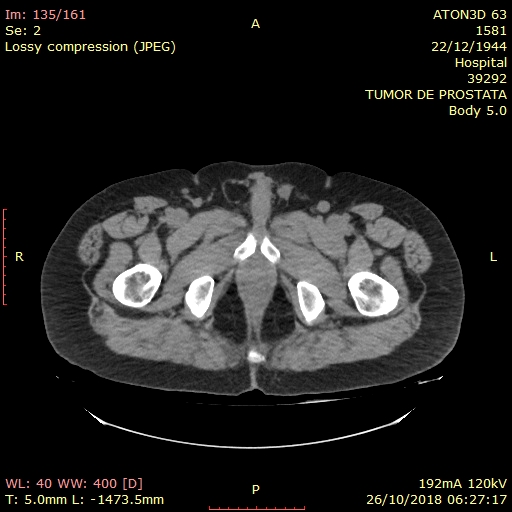 Im: 135/161
Se: 2
Lossy compression (JPEG)
A
ATON3D 63
1581
22/12/1944
Hospital
39292
TUMOR DE PROSTATA
Body 5.0
R
L
WL: 40 WW: 400 [D]
T: 5.0mm L: -1473.5mm
P
192mA 120kV
26/10/2018 06:27:17